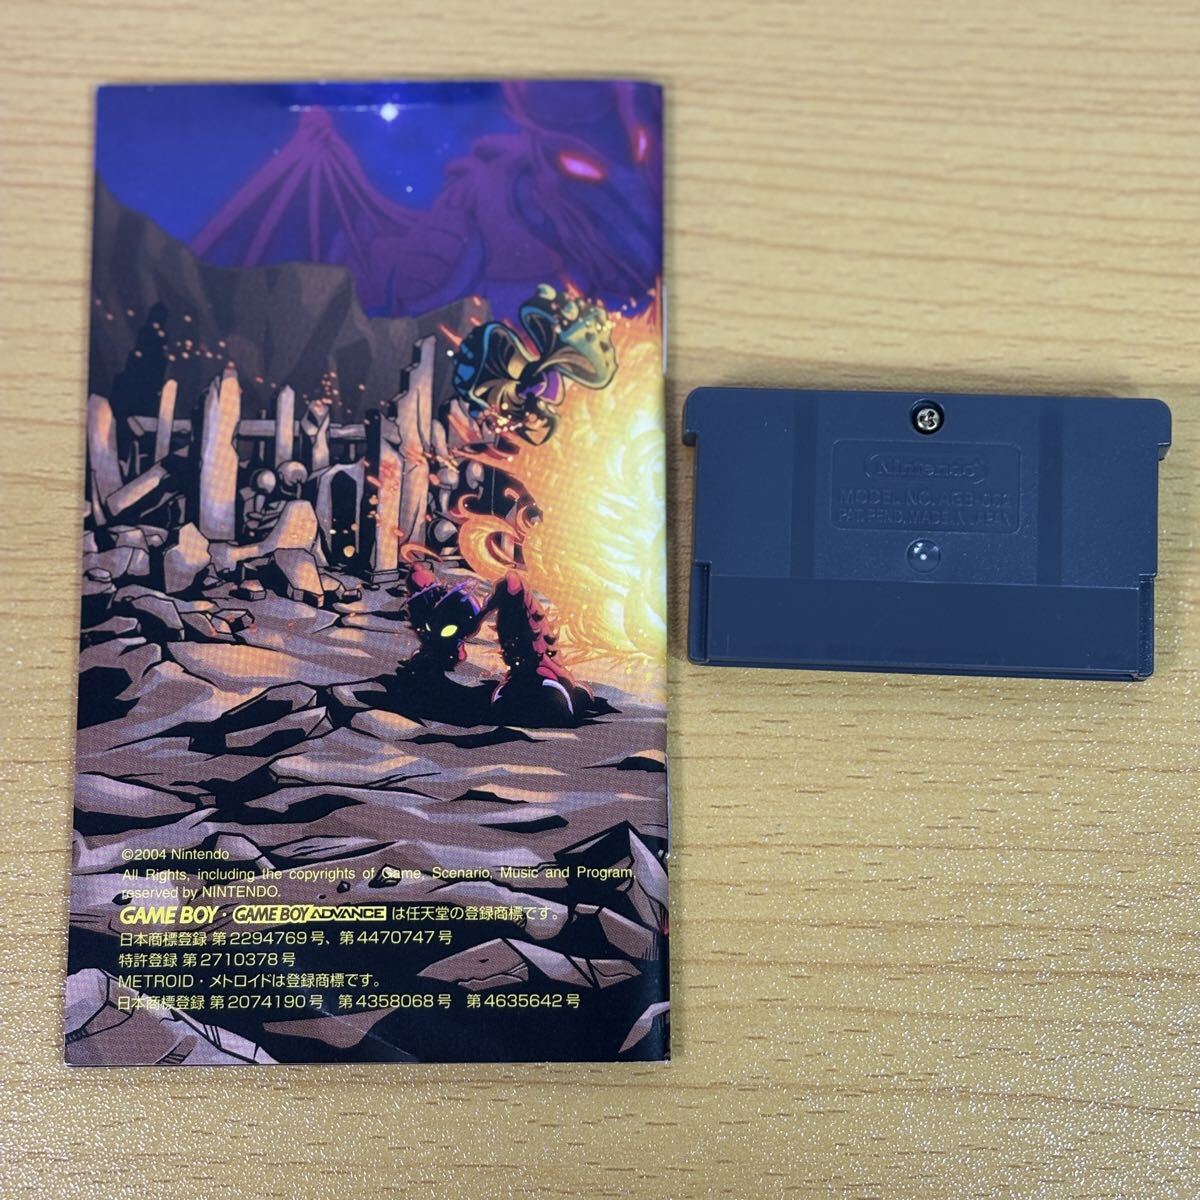 ©2004 Nintendo
All Rights, including the copyrights of Game, Scenario, Music and Program,
reserved by NINTENDO.
GAME BOY・GAME BOY ADVANCE は任天堂の登録商標です。
日本商標登録 第2294769号、第4470747号
特許登録 第2710378号
METROID・メトロイドは登録商標です。
日本商標登録 第2074190号 第4358068号 第4635642号
Nintendo
MODEL NO. AGB-002
PAT. PEND. MADE IN JAPAN